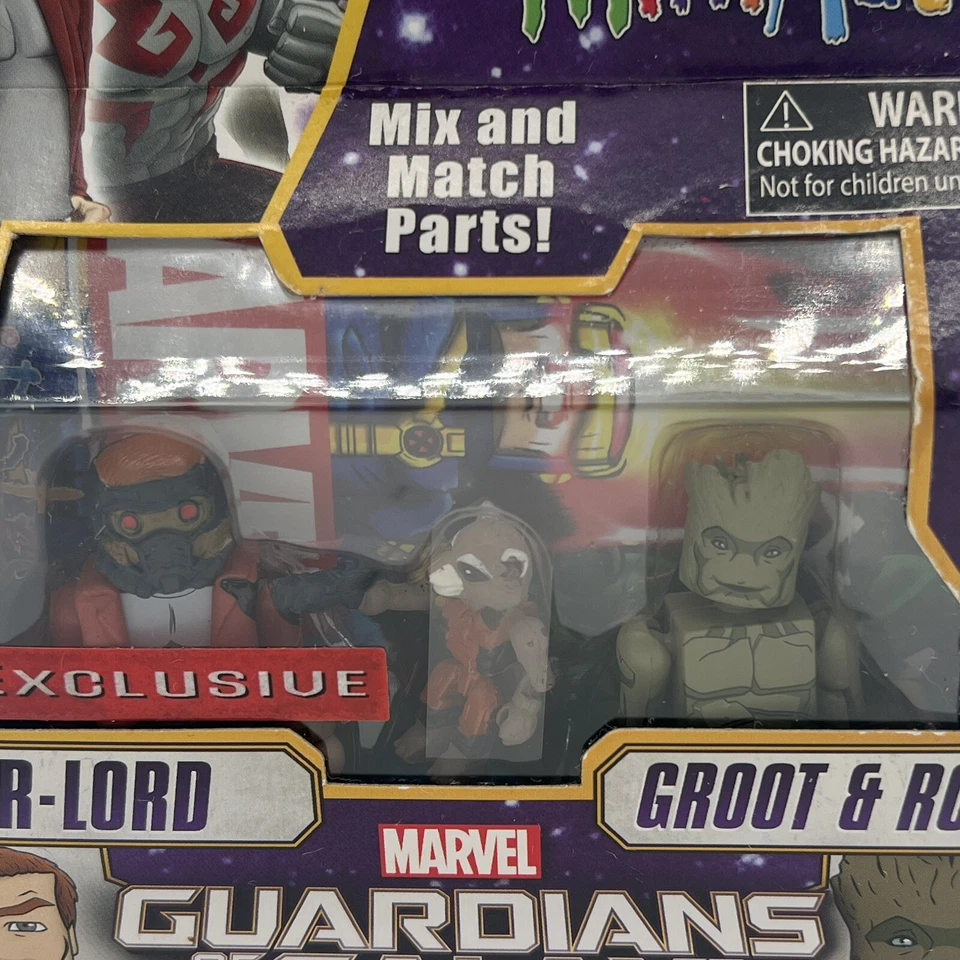 Mix and
Match
Parts!
WAR
CHOKING HAZAR
Not for children un
EXCLUSIVE
R-LORD
GROOT & RO
MARVEL
GUARDIANS